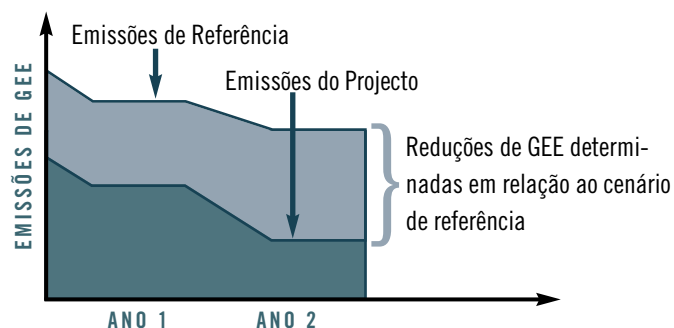 Emissões de Referência
Emissões do Projecto
EMISSÕES DE GEE
Reduções de GEE determi-
nadas em relação ao cenário
de referência
ANO 1
ANO 2